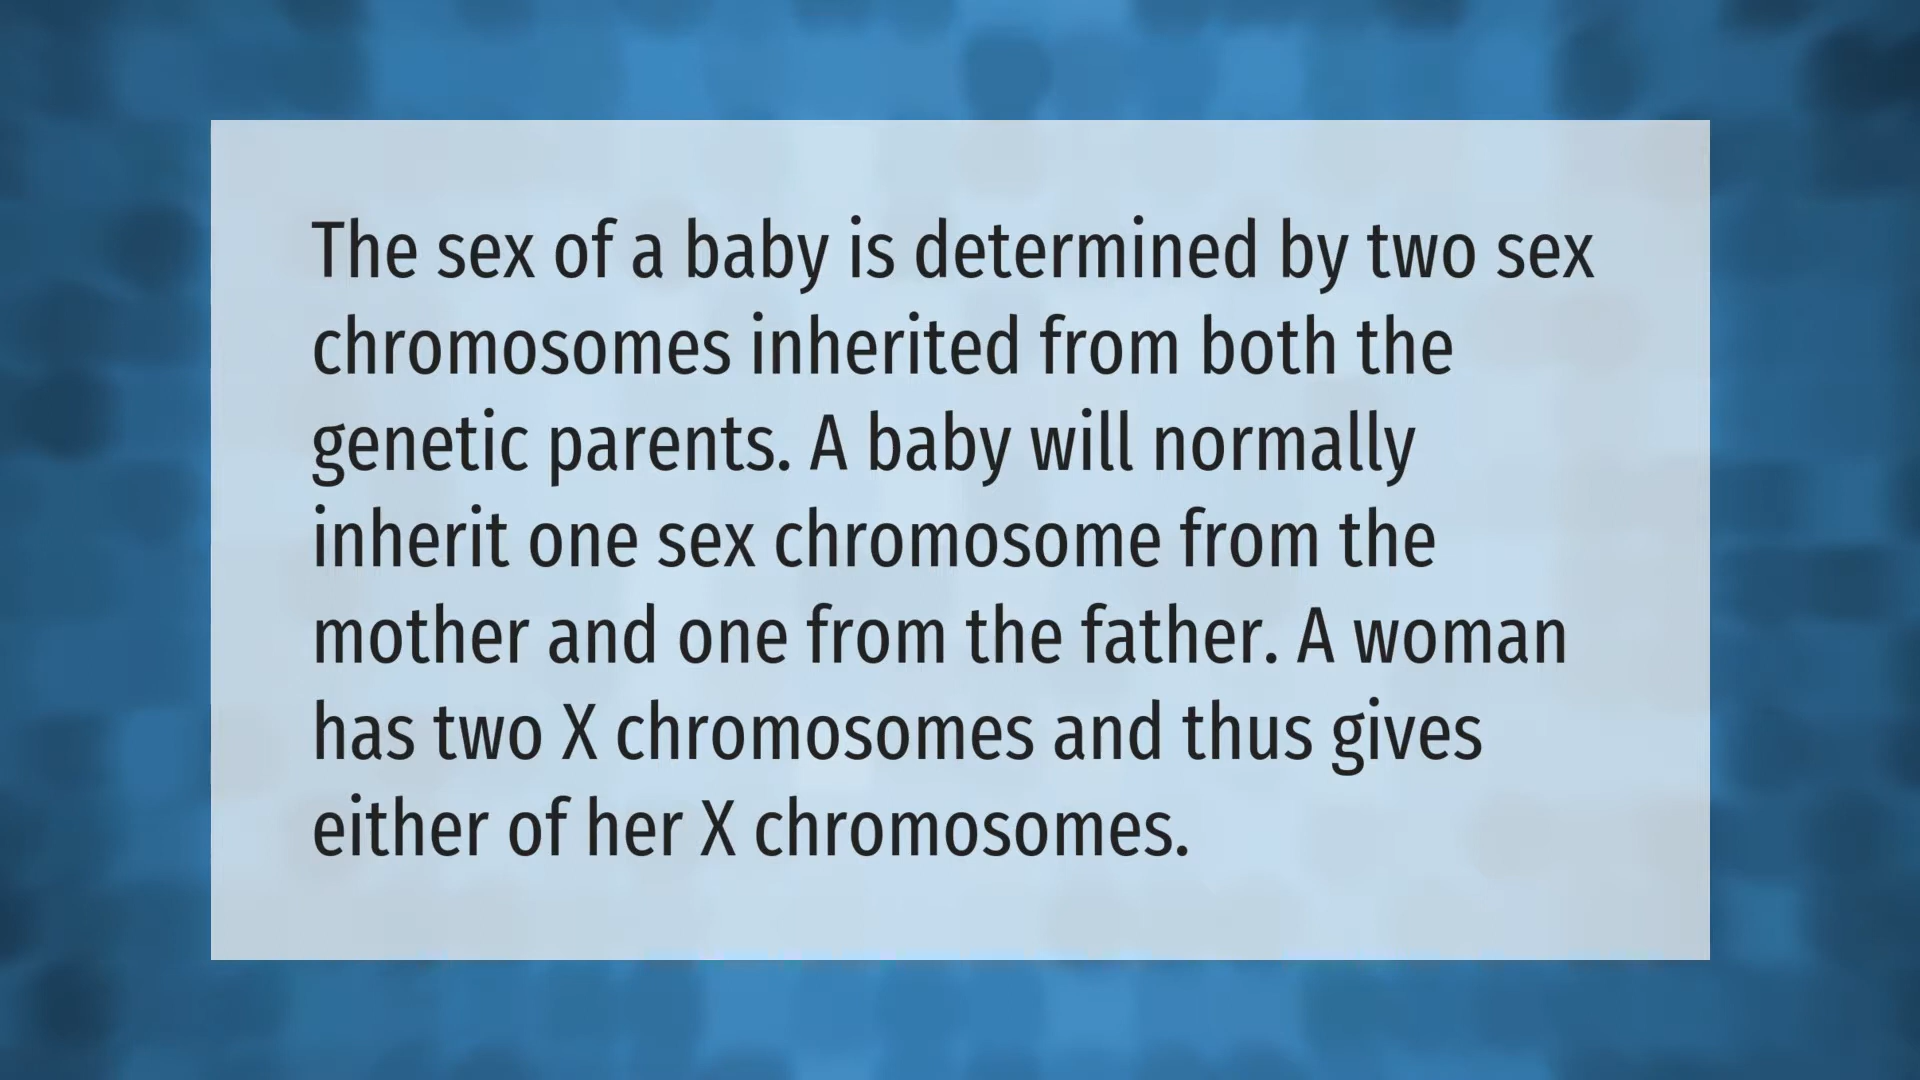 The sex of a baby is determined by two sex
chromosomes inherited from both the
genetic parents. A baby will normally
inherit one sex chromosome from the
mother and one from the father. A woman
has two X chromosomes and thus gives
either of her X chromosomes.